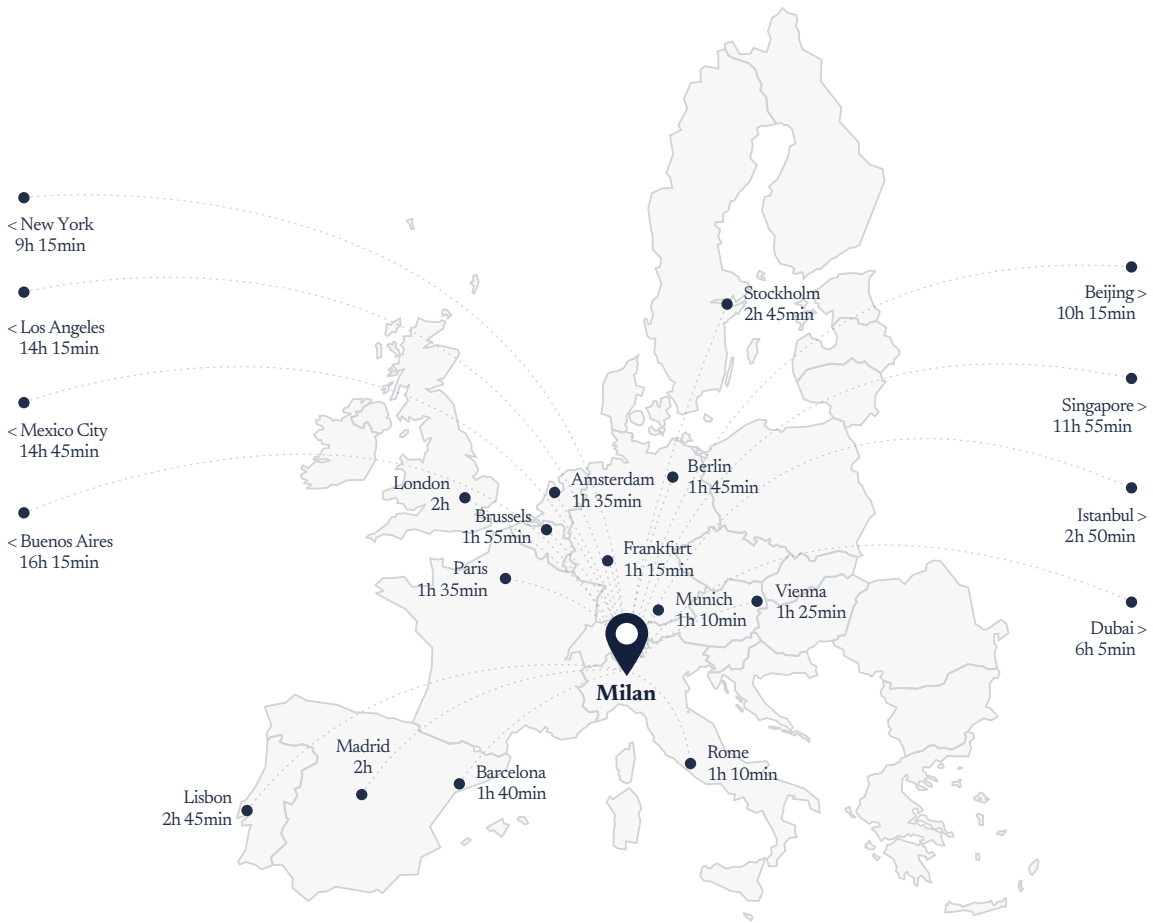 < New York
9h 15min
< Los Angeles
14h 15min
< Mexico City
14h 45min
< Buenos Aires
16h 15min
Stockholm
2h 45min
Beijing >
10h 15min
Singapore >
11h 55min
Istanbul >
2h 50min
Dubai >
6h 5min
Berlin
1h 45min
Amsterdam
1h 35min
London
2h
Brussels
1h 55min
Frankfurt
1h 15min
Paris
1h 35min
Munich
1h 10min
Vienna
1h 25min
Milan
Madrid
2h
Barcelona
1h 40min
Rome
1h 10min
Lisbon
2h 45min